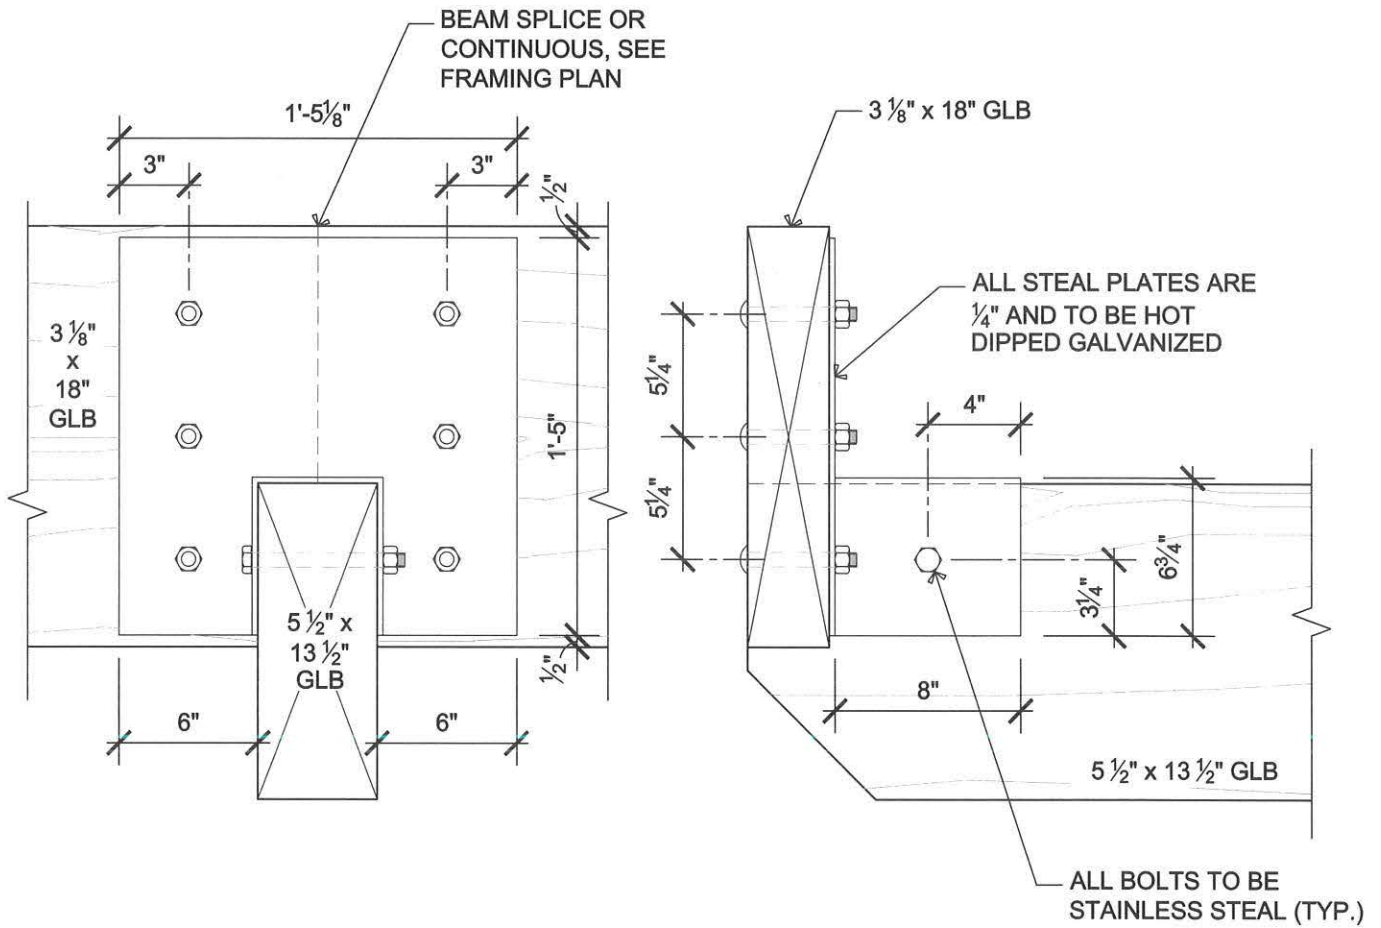 BEAM SPLICE OR
CONTINUOUS, SEE
FRAMING PLAN
1'-5⅛"
3"
3"
½"
3 ⅛"
x
18"
GLB
1'-5"
5 ½" x
13 ½"
GLB
½"
6"
6"
3 ⅛" x 18" GLB
ALL STEAL PLATES ARE
¼" AND TO BE HOT
DIPPED GALVANIZED
5¼"
5¼"
4"
6¾"
3¼"
8"
5 ½" x 13 ½" GLB
ALL BOLTS TO BE
STAINLESS STEAL (TYP.)